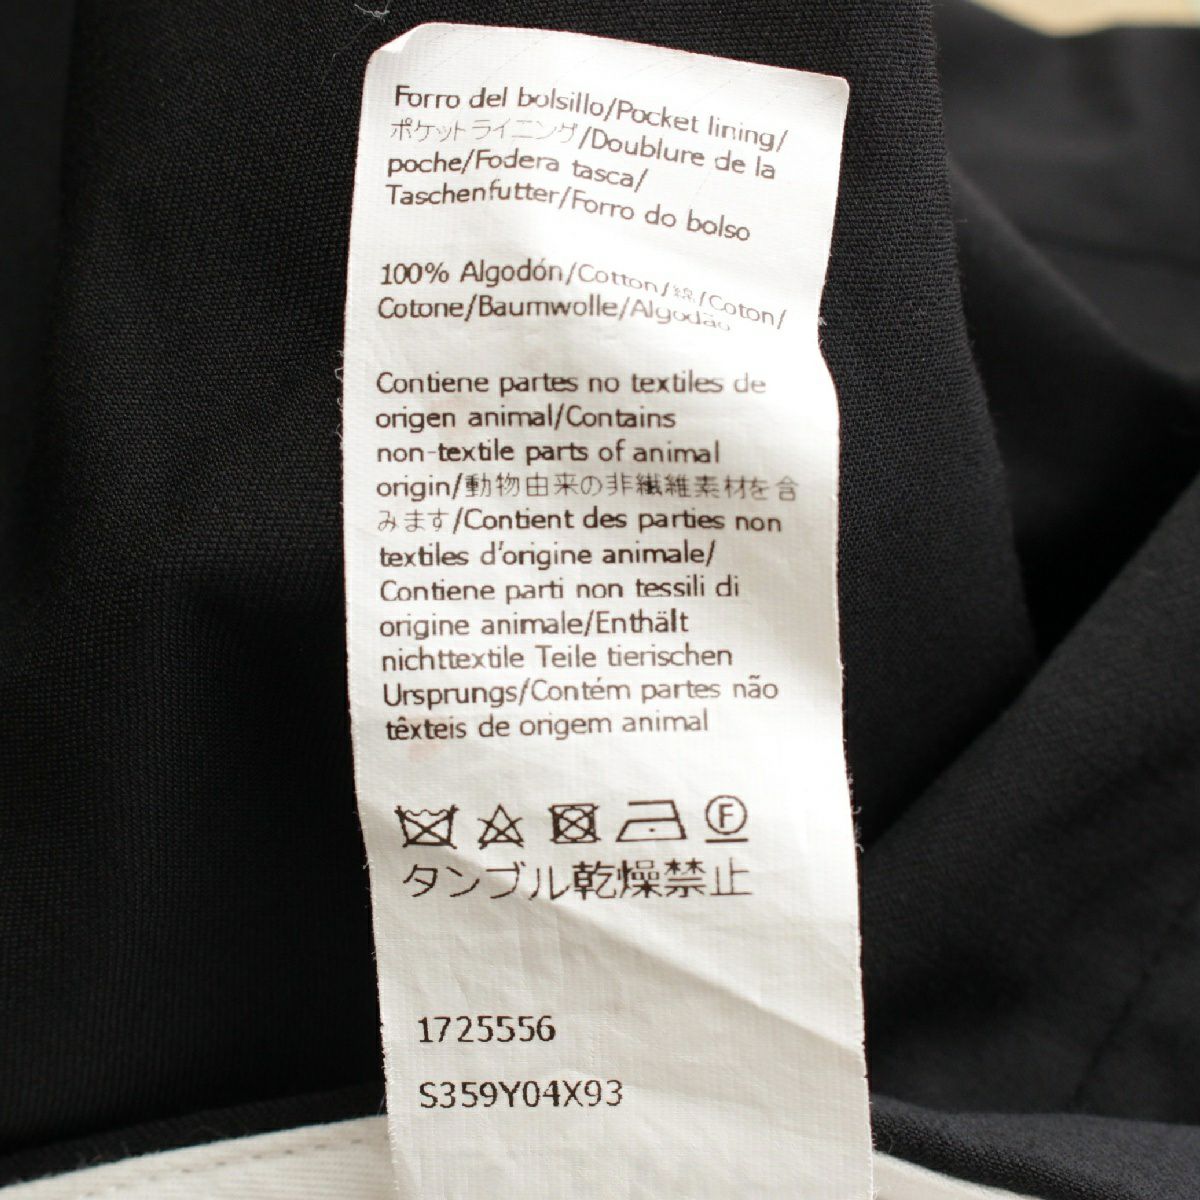 Forro del bolsillo/Pocket lining/
ポケットライニング/Doublure de la
poche/Fodera tasca/
Taschenfutter/Forro do bolso
100% Algodón/Cotton/綿/Coton/
Cotone/Baumwolle/Algodão
Contiene partes no textiles de
origen animal/Contains
non-textile parts of animal
origin/動物由来の非繊維素材を含
みます/Contient des parties non
textiles d'origine animale/
Contiene parti non tessili di
origine animale/Enthält
nichttextile Teile tierischen
Ursprungs/Contém partes não
têxteis de origem animal
F
タンブル乾燥禁止
1725556
S359Y04X93